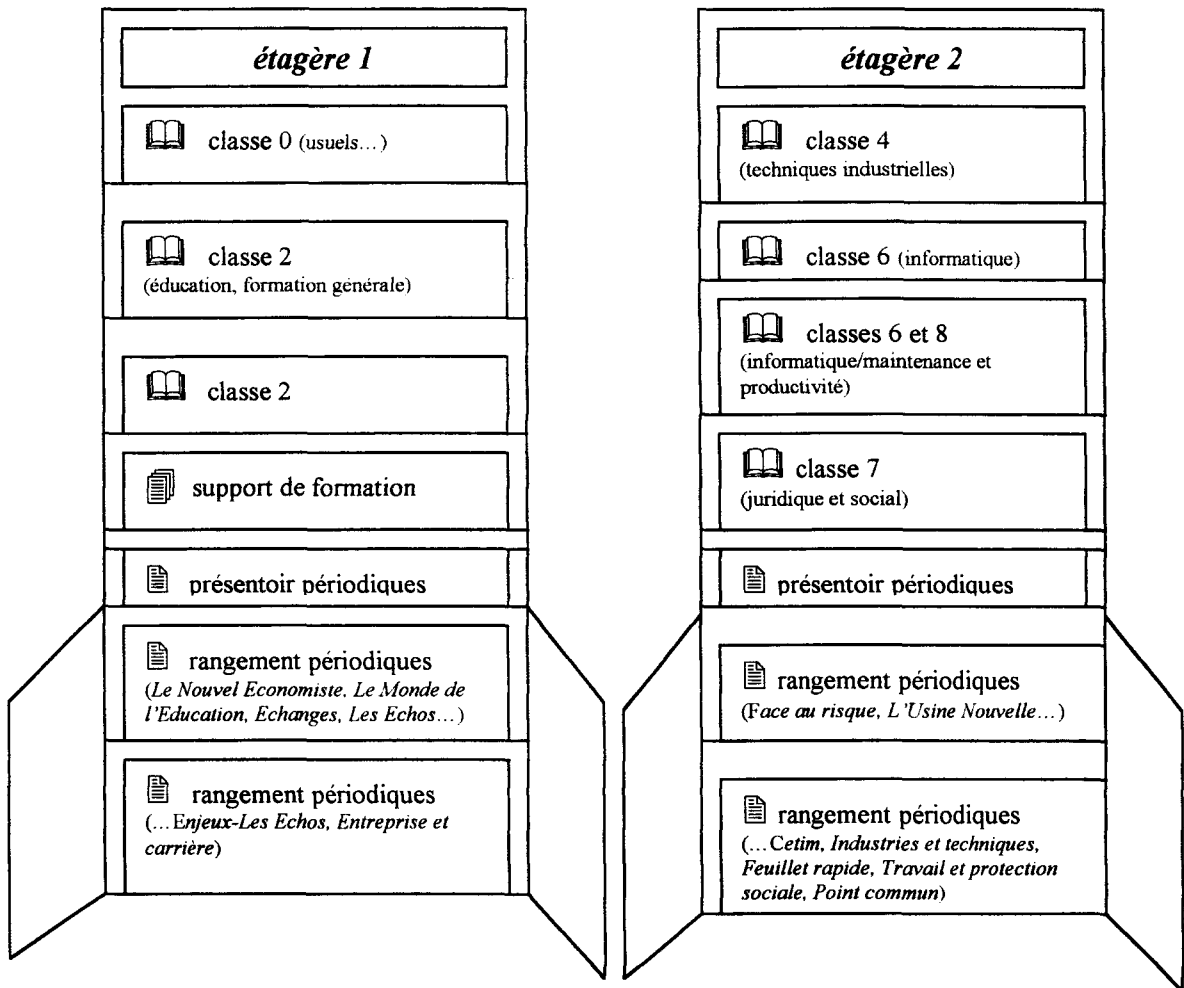 étagère 1
classe 0 (usuels...)
classe 2
(éducation, formation générale)
classe 2
support de formation
présentoir périodiques
rangement périodiques
(Le Nouvel Economiste, Le Monde de
l'Education, Echanges, Les Echos...)
rangement périodiques
(...Enjeux-Les Echos, Entreprise et
carrière)
étagère 2
classe 4
(techniques industrielles)
classe 6 (informatique)
classes 6 et 8
(informatique/maintenance et
productivité)
classe 7
(juridique et social)
présentoir périodiques
rangement périodiques
(Face au risque, L'Usine Nouvelle...)
rangement périodiques
(...Cetim, Industries et techniques,
Feuillet rapide, Travail et protection
sociale, Point commun)